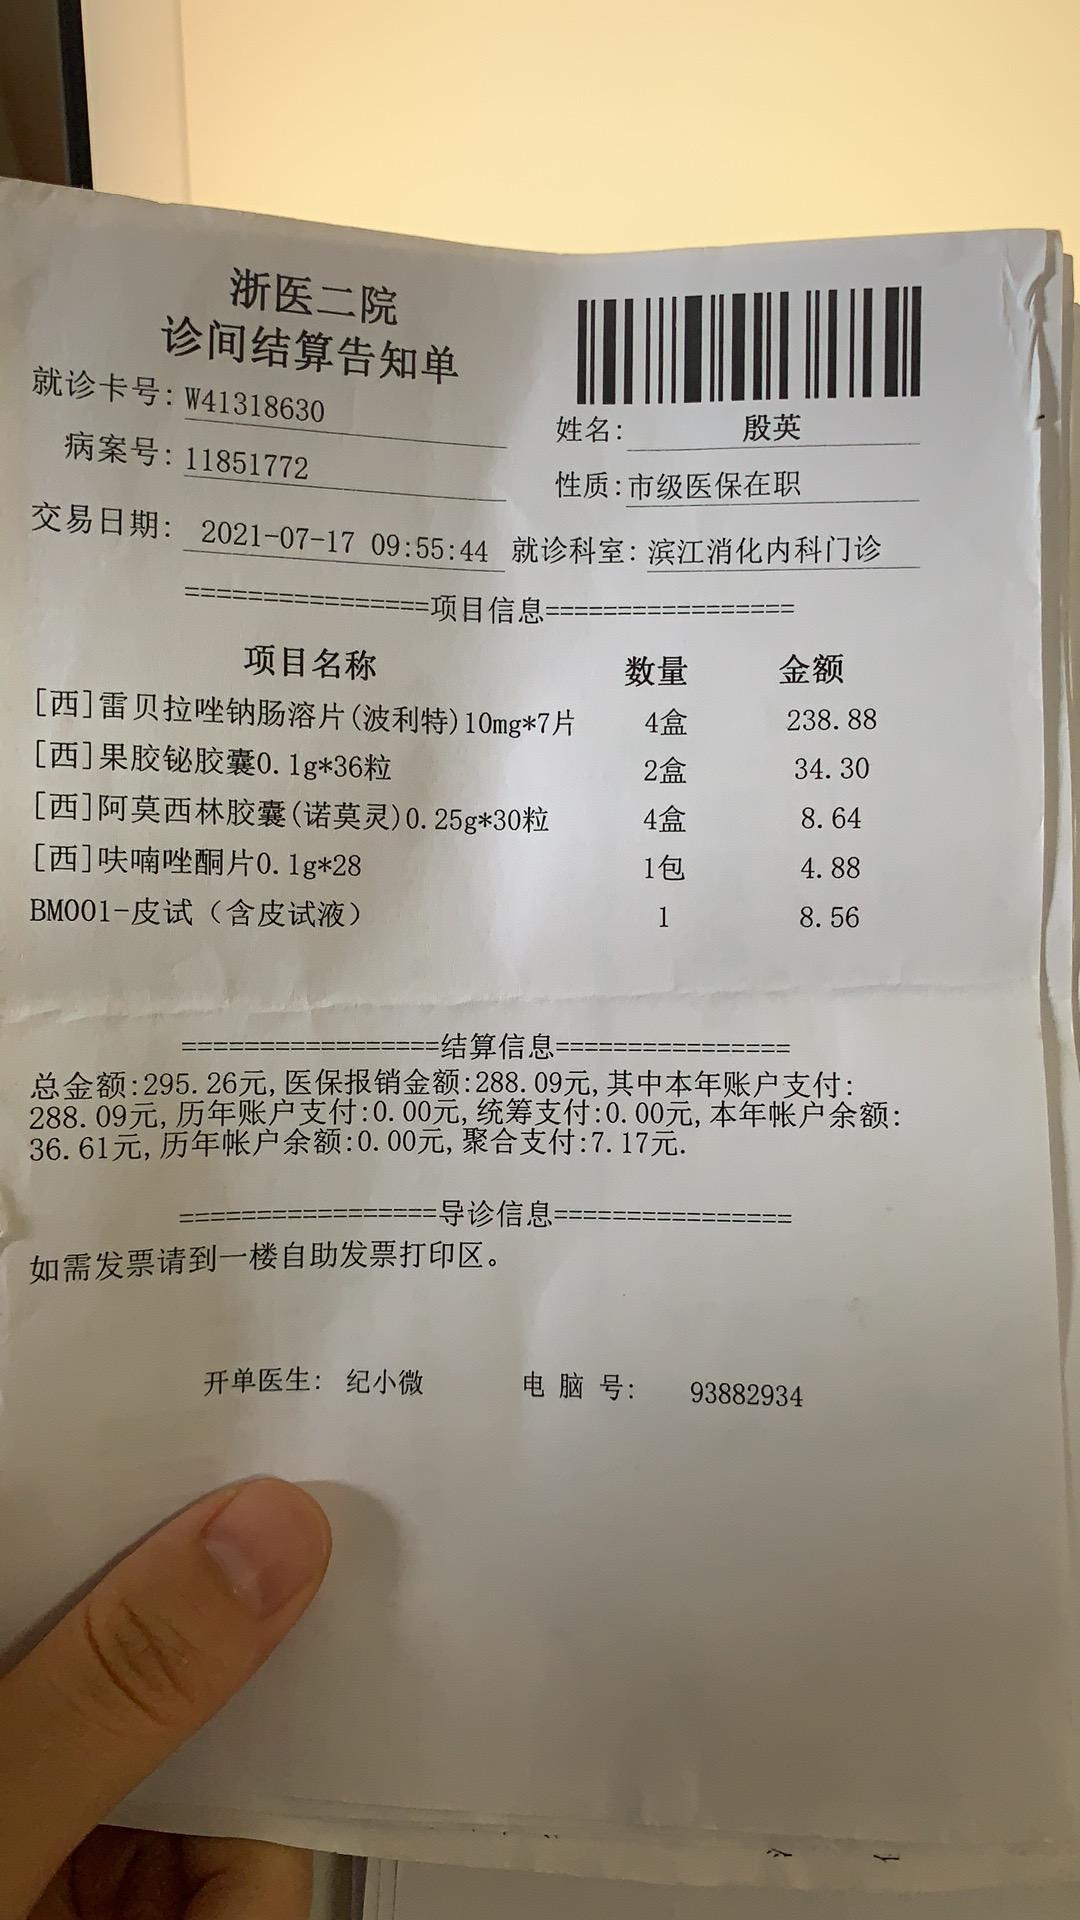 浙医二院
诊间结算告知单
就诊卡号: W41318630
姓名: 殷英
病案号: 11851772
性质: 市级医保在职
交易日期: 2021-07-17 09:55:44 就诊科室: 滨江消化内科门诊
================项目信息=================
项目名称 数量 金额
[西]雷贝拉唑钠肠溶片(波利特)10mg*7片 4盒 238.88
[西]果胶铋胶囊0.1g*36粒 2盒 34.30
[西]阿莫西林胶囊(诺莫灵)0.25g*30粒 4盒 8.64
[西]呋喃唑酮片0.1g*28 1包 4.88
BM001-皮试（含皮试液） 1 8.56
=================结算信息================
总金额:295.26元,医保报销金额:288.09元,其中本年账户支付:
288.09元,历年账户支付:0.00元,统筹支付:0.00元,本年帐户余额:
36.61元,历年帐户余额:0.00元,聚合支付:7.17元.
=================导诊信息================
如需发票请到一楼自助发票打印区。
开单医生: 纪小微 电 脑 号: 93882934